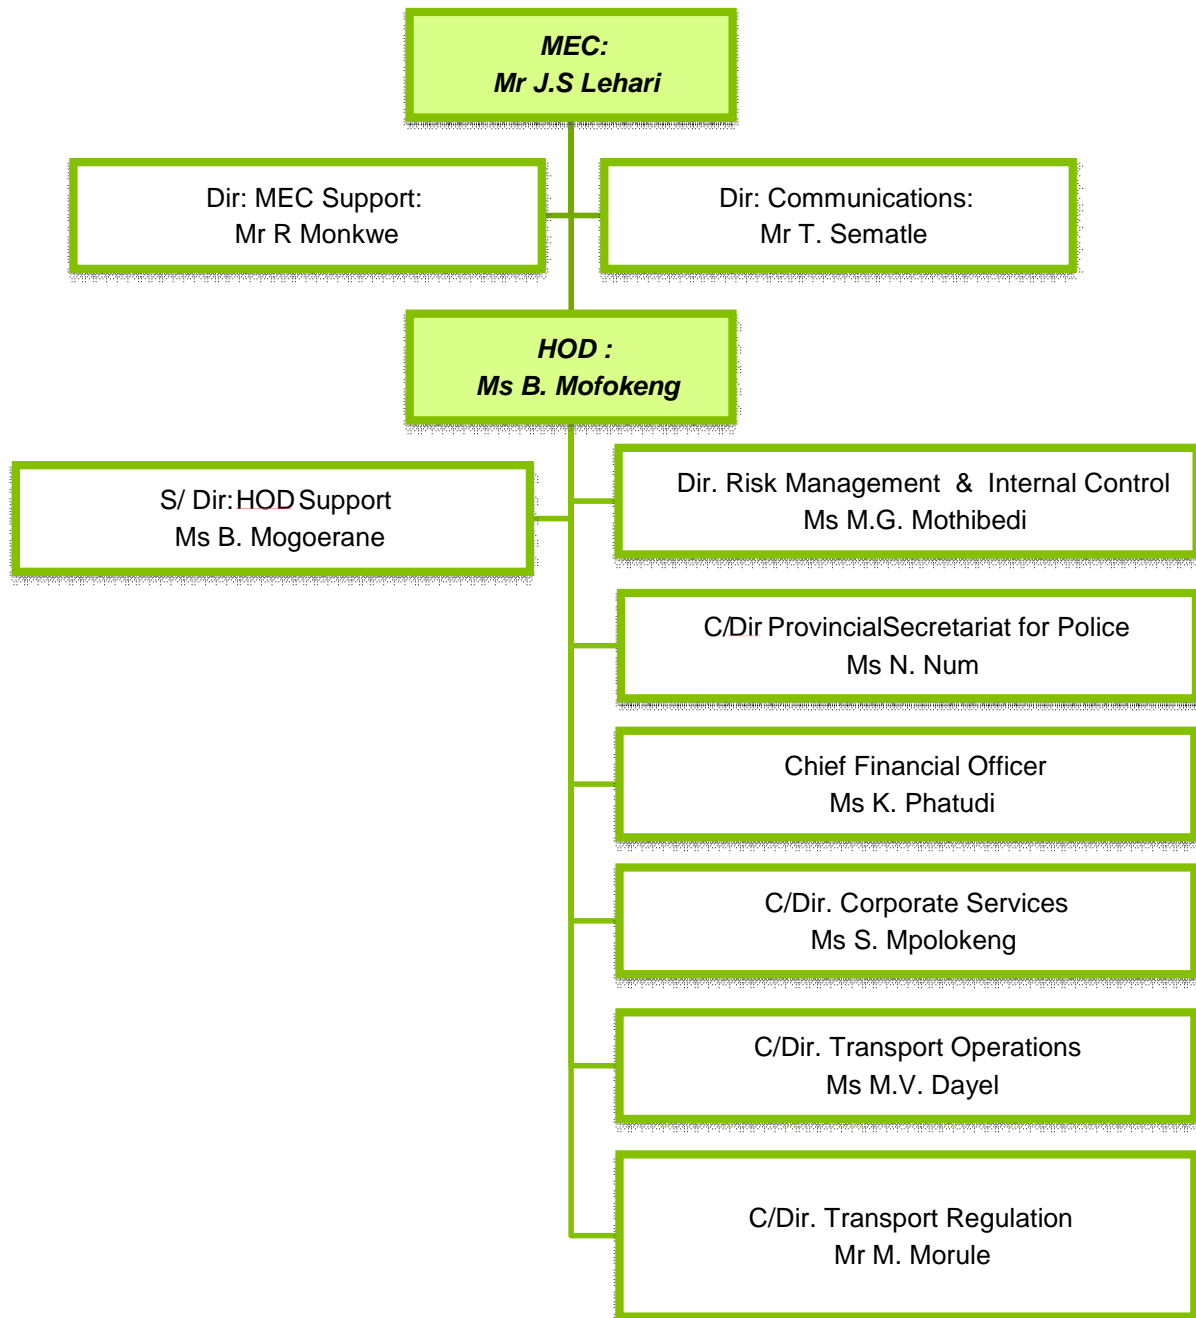 MEC:
Mr J.S Lehari
Dir: MEC Support:
Mr R Monkwe
Dir: Communications:
Mr T. Sematle
HOD :
Ms B. Mofokeng
S/ Dir: HOD Support
Ms B. Mogoerane
Dir. Risk Management & Internal Control
Ms M.G. Mothibedi
C/Dir ProvincialSecretariat for Police
Ms N. Num
Chief Financial Officer
Ms K. Phatudi
C/Dir. Corporate Services
Ms S. Mpolokeng
C/Dir. Transport Operations
Ms M.V. Dayel
C/Dir. Transport Regulation
Mr M. Morule